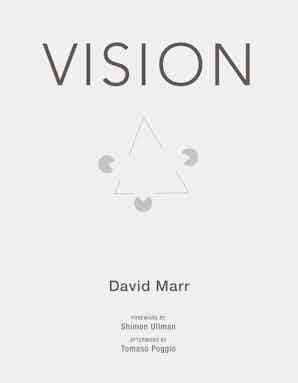 VISION
David Marr
FOREWORD BY
Shimon Ullman
AFTERWORD BY
Tomaso Poggio